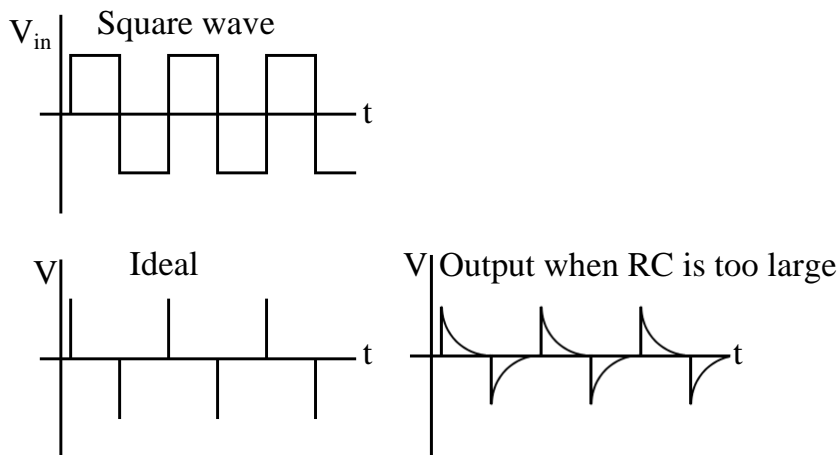 Square wave
V_in
t
V
Ideal
t
V
Output when RC is too large
t